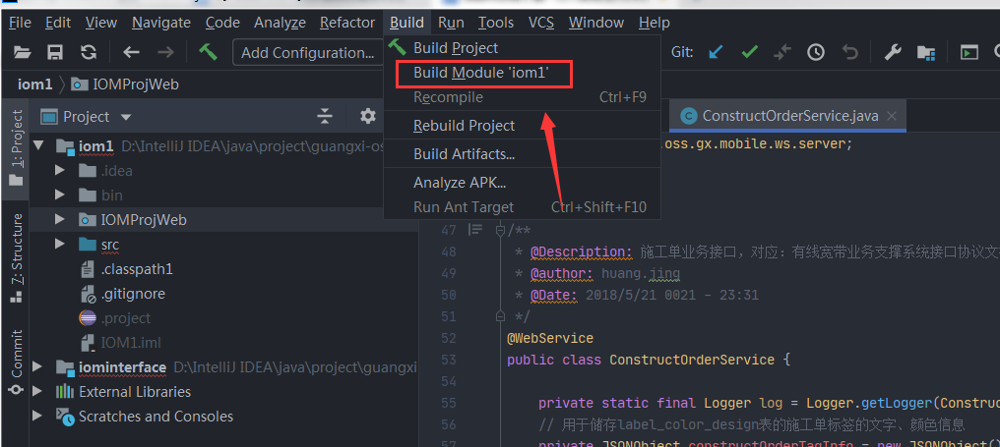 File Edit View Navigate Code Analyze Refactor Build Run Tools VCS Window Help
Add Configuration... Git:
Build Project
Build Module 'iom1'
Recompile Ctrl+F9
Rebuild Project
Build Artifacts...
Analyze APK...
Run Ant Target Ctrl+Shift+F10
iom1 IOMProjWeb
1: Project
7: Structure
Commit
Project
iom1 D:\IntelliJ IDEA\java\project\guangxi-os
.idea
bin
IOMProjWeb
src
.classpath1
.gitignore
.project
IOM1.iml
iominterface D:\IntelliJ IDEA\java\project\guangxi
External Libraries
Scratches and Consoles
ConstructOrderService.java
.oss.gx.mobile.ws.server;
47 /**
48 * @Description: 施工单业务接口，对应：有线宽带业务支撑系统接口协议文
49 * @author: huang.jing
50 * @Date: 2018/5/21 0021 - 23:31
51 */
52 @WebService
53 public class ConstructOrderService {
54
55 private static final Logger log = Logger.getLogger(Constru
56 // 用于储存label_color_design表的施工单标签的文字、颜色信息
57 private JSONObject constructOrderTagInfo = new JSONObject()